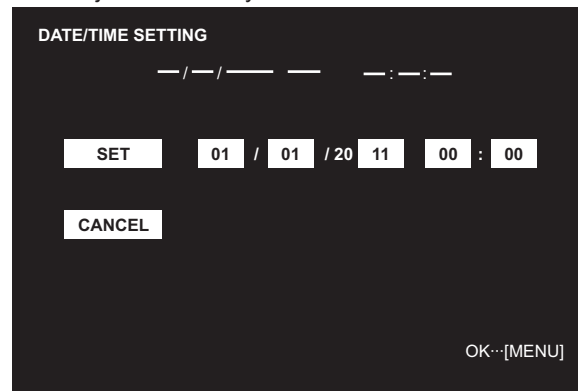 DATE/TIME SETTING
—/—/— — —:—:—
SET 01 / 01 / 20 11 00 : 00
CANCEL
OK···[MENU]